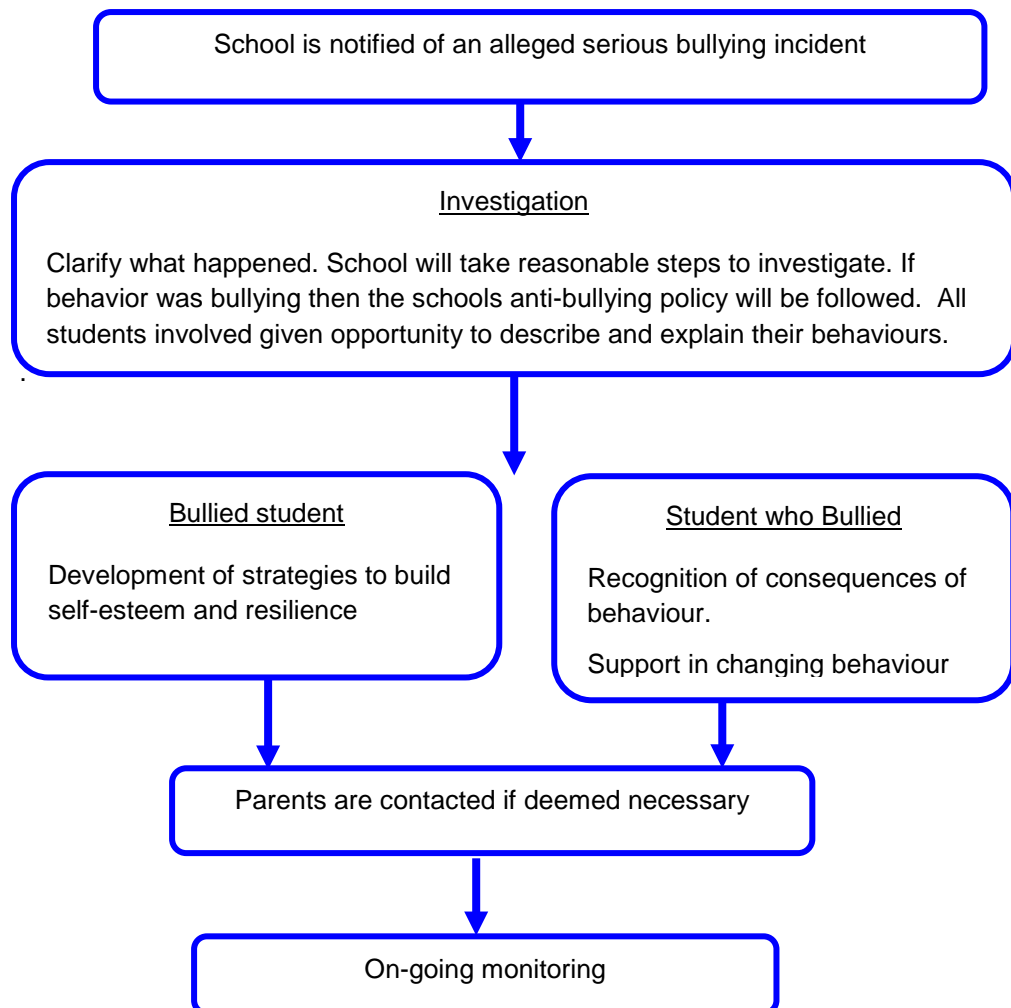 School is notified of an alleged serious bullying incident
Investigation
Clarify what happened. School will take reasonable steps to investigate. If
behavior was bullying then the schools anti-bullying policy will be followed.  All
students involved given opportunity to describe and explain their behaviours.
.
Bullied student
Development of strategies to build
self-esteem and resilience
Student who Bullied
Recognition of consequences of
behaviour.
Support in changing behaviour
Parents are contacted if deemed necessary
On-going monitoring